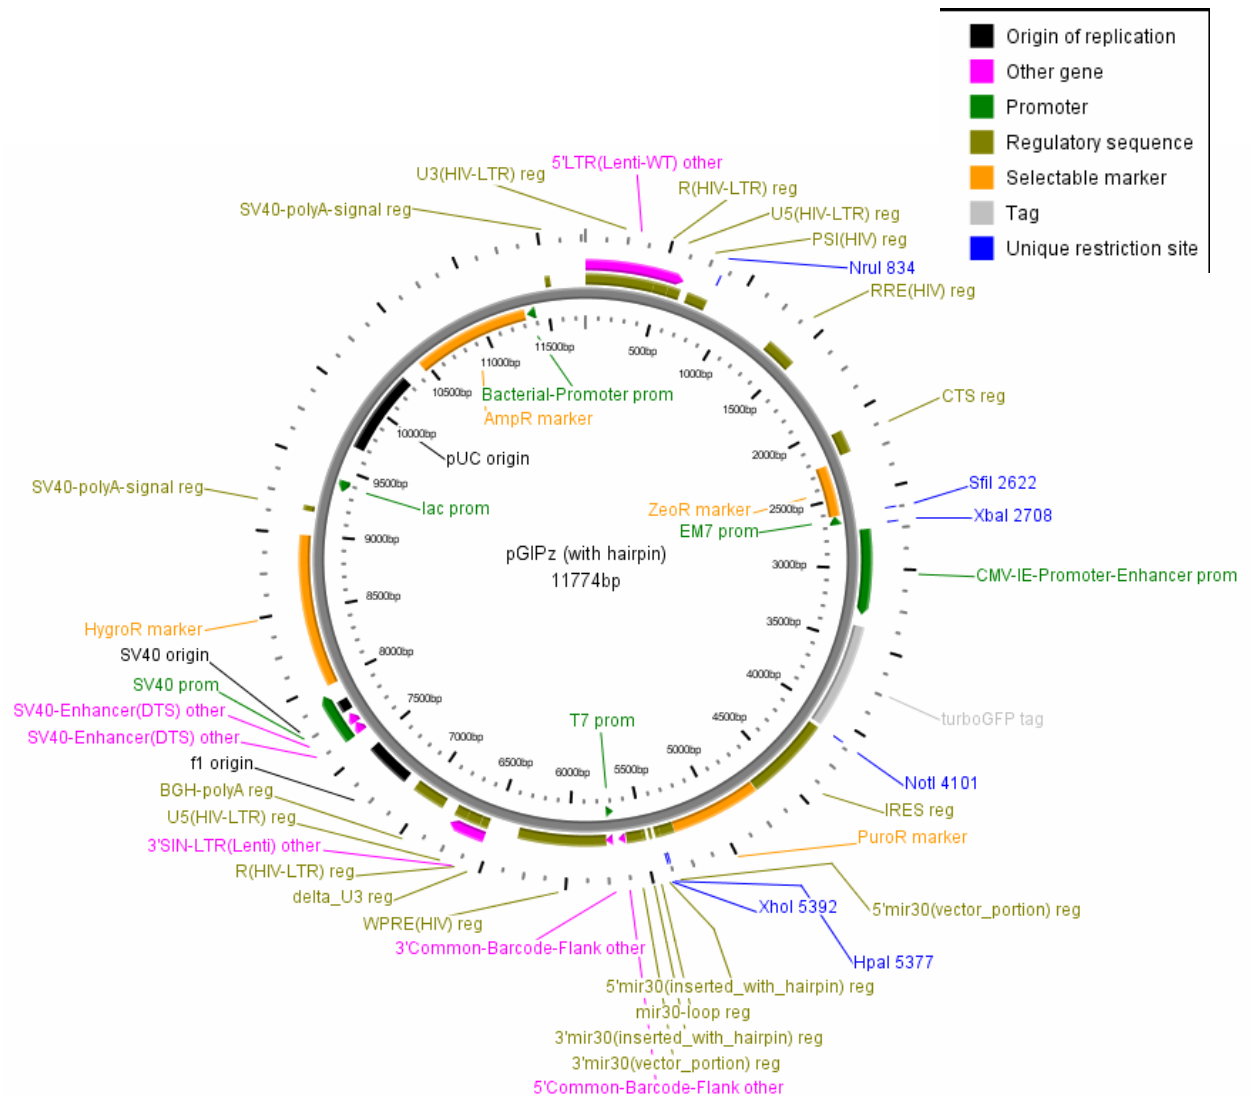 Origin of replication
Other gene
Promoter
Regulatory sequence
Selectable marker
Tag
Unique restriction site
5'LTR(Lenti-WT) other
U3(HIV-LTR) reg
R(HIV-LTR) reg
SV40-polyA-signal reg
U5(HIV-LTR) reg
PSI(HIV) reg
NruI 834
RRE(HIV) reg
CTS reg
SfiI 2622
XbaI 2708
CMV-IE-Promoter-Enhancer prom
turboGFP tag
NotI 4101
IRES reg
PuroR marker
5'mir30(vector_portion) reg
XhoI 5392
HpaI 5377
5'mir30(inserted_with_hairpin) reg
mir30-loop reg
3'mir30(inserted_with_hairpin) reg
3'mir30(vector_portion) reg
5'Common-Barcode-Flank other
3'Common-Barcode-Flank other
WPRE(HIV) reg
delta_U3 reg
R(HIV-LTR) reg
3'SIN-LTR(Lenti) other
U5(HIV-LTR) reg
BGH-polyA reg
f1 origin
SV40-Enhancer(DTS) other
SV40-Enhancer(DTS) other
SV40 prom
SV40 origin
HygroR marker
SV40-polyA-signal reg
500bp
1000bp
1500bp
2000bp
2500bp
3000bp
3500bp
4000bp
4500bp
5000bp
5500bp
6000bp
6500bp
7000bp
7500bp
8000bp
8500bp
9000bp
9500bp
10000bp
10500bp
11000bp
11500bp
Bacterial-Promoter prom
AmpR marker
pUC origin
lac prom
ZeoR marker
EM7 prom
pGIPz (with hairpin)
11774bp
T7 prom